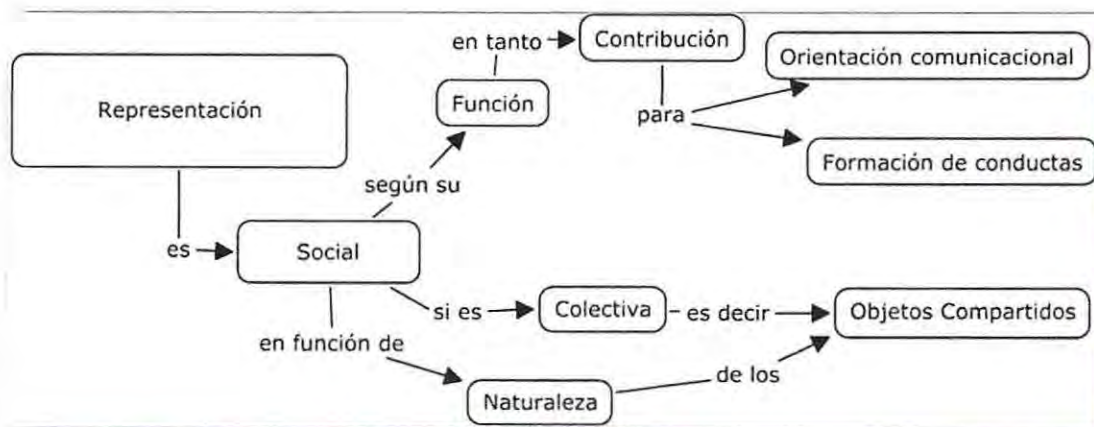 Representación
es
Social
según su
Función
en tanto
Contribución
para
Orientación comunicacional
Formación de conductas
si es
Colectiva
es decir
Objetos Compartidos
en función de
Naturaleza
de los